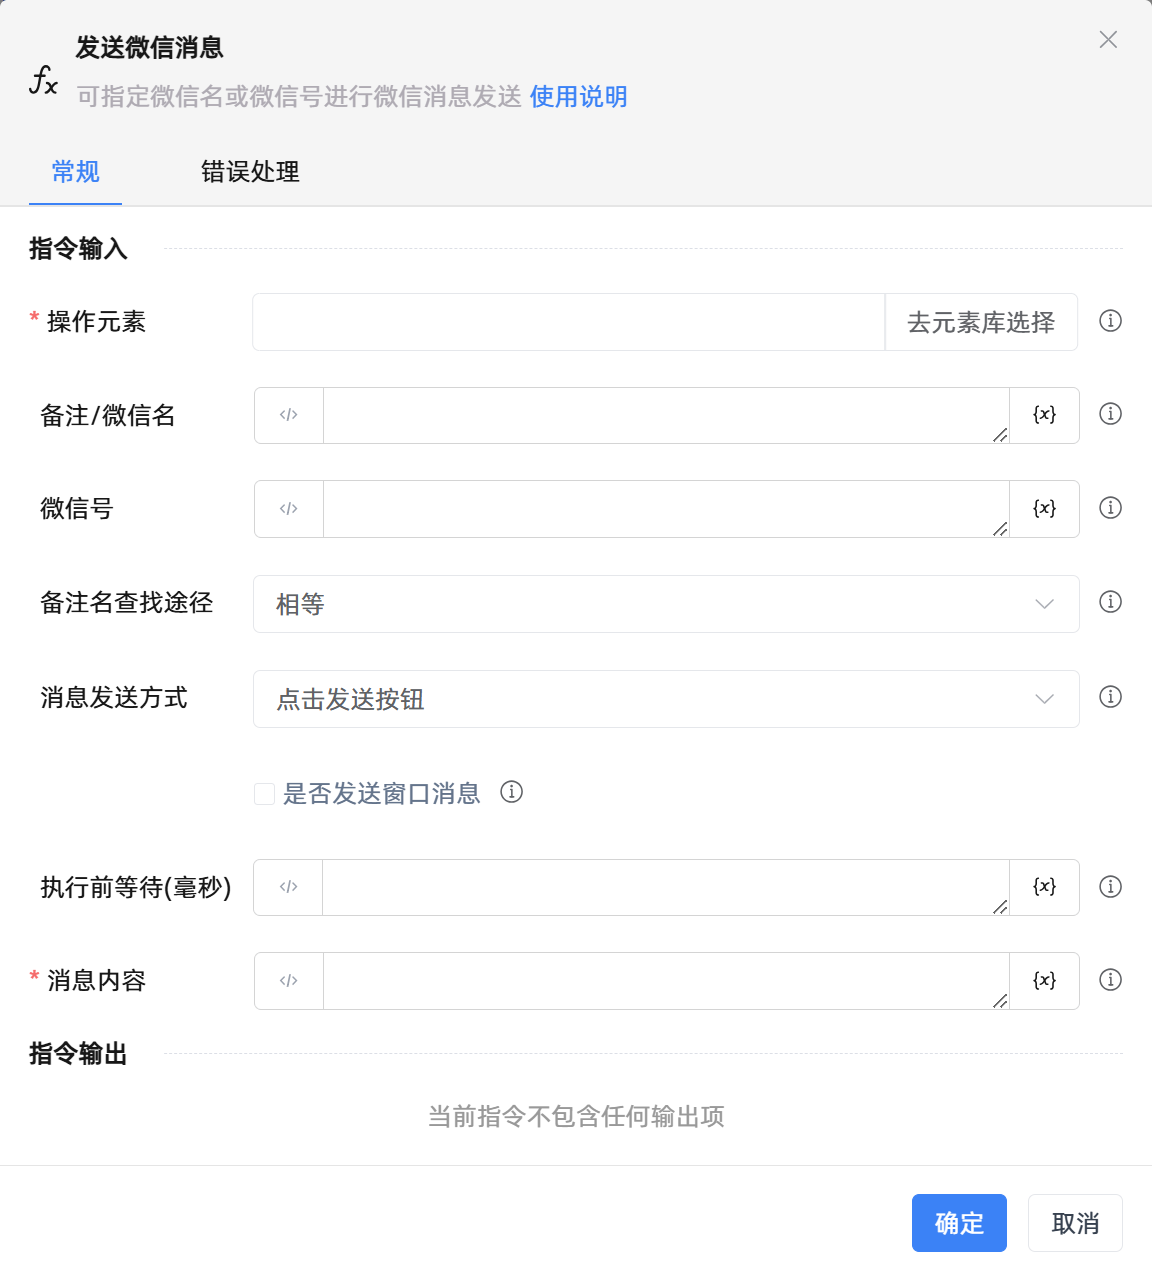 发送微信消息
可指定微信名或微信号进行微信消息发送 使用说明
常规 错误处理
指令输入
* 操作元素 去元素库选择
备注/微信名 </> {x}
微信号 </> {x}
备注名查找途径 相等
消息发送方式 点击发送按钮
是否发送窗口消息
执行前等待(毫秒) </> {x}
* 消息内容 </> {x}
指令输出
当前指令不包含任何输出项
确定 取消